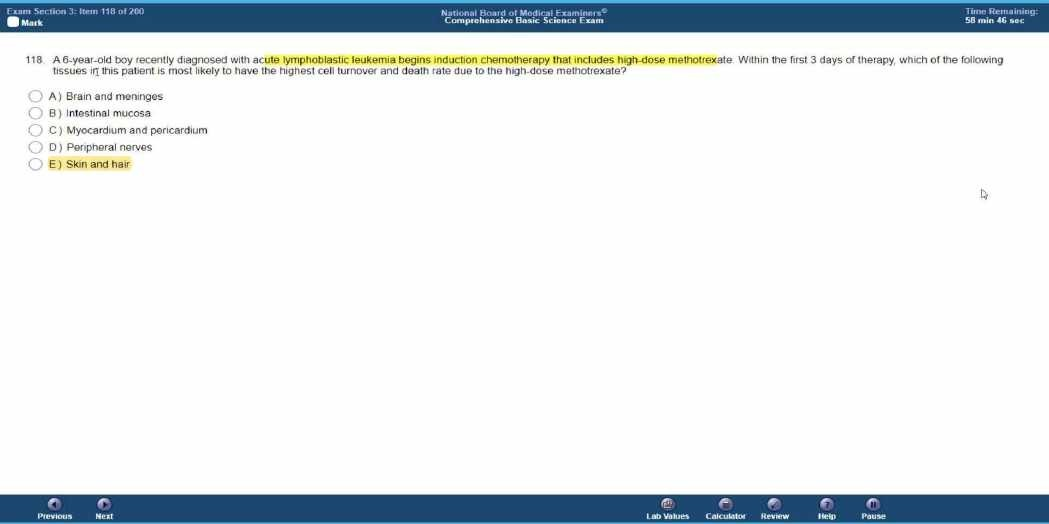 Exam Section 3: Item 118 of 200
Mark
National Board of Medical Examiners©
Comprehensive Basic Science Exam
Time Remaining:
58 min 46 sec
118. A 6-year-old boy recently diagnosed with acute lymphoblastic leukemia begins induction chemotherapy that includes high-dose methotrexate. Within the first 3 days of therapy, which of the following
tissues in this patient is most likely to have the highest cell turnover and death rate due to the high-dose methotrexate?
A) Brain and meninges
B) Intestinal mucosa
C) Myocardium and pericardium
D) Peripheral nerves
E) Skin and hair
Previous
Next
Lab Values
Calculator
Review
Help
Pause